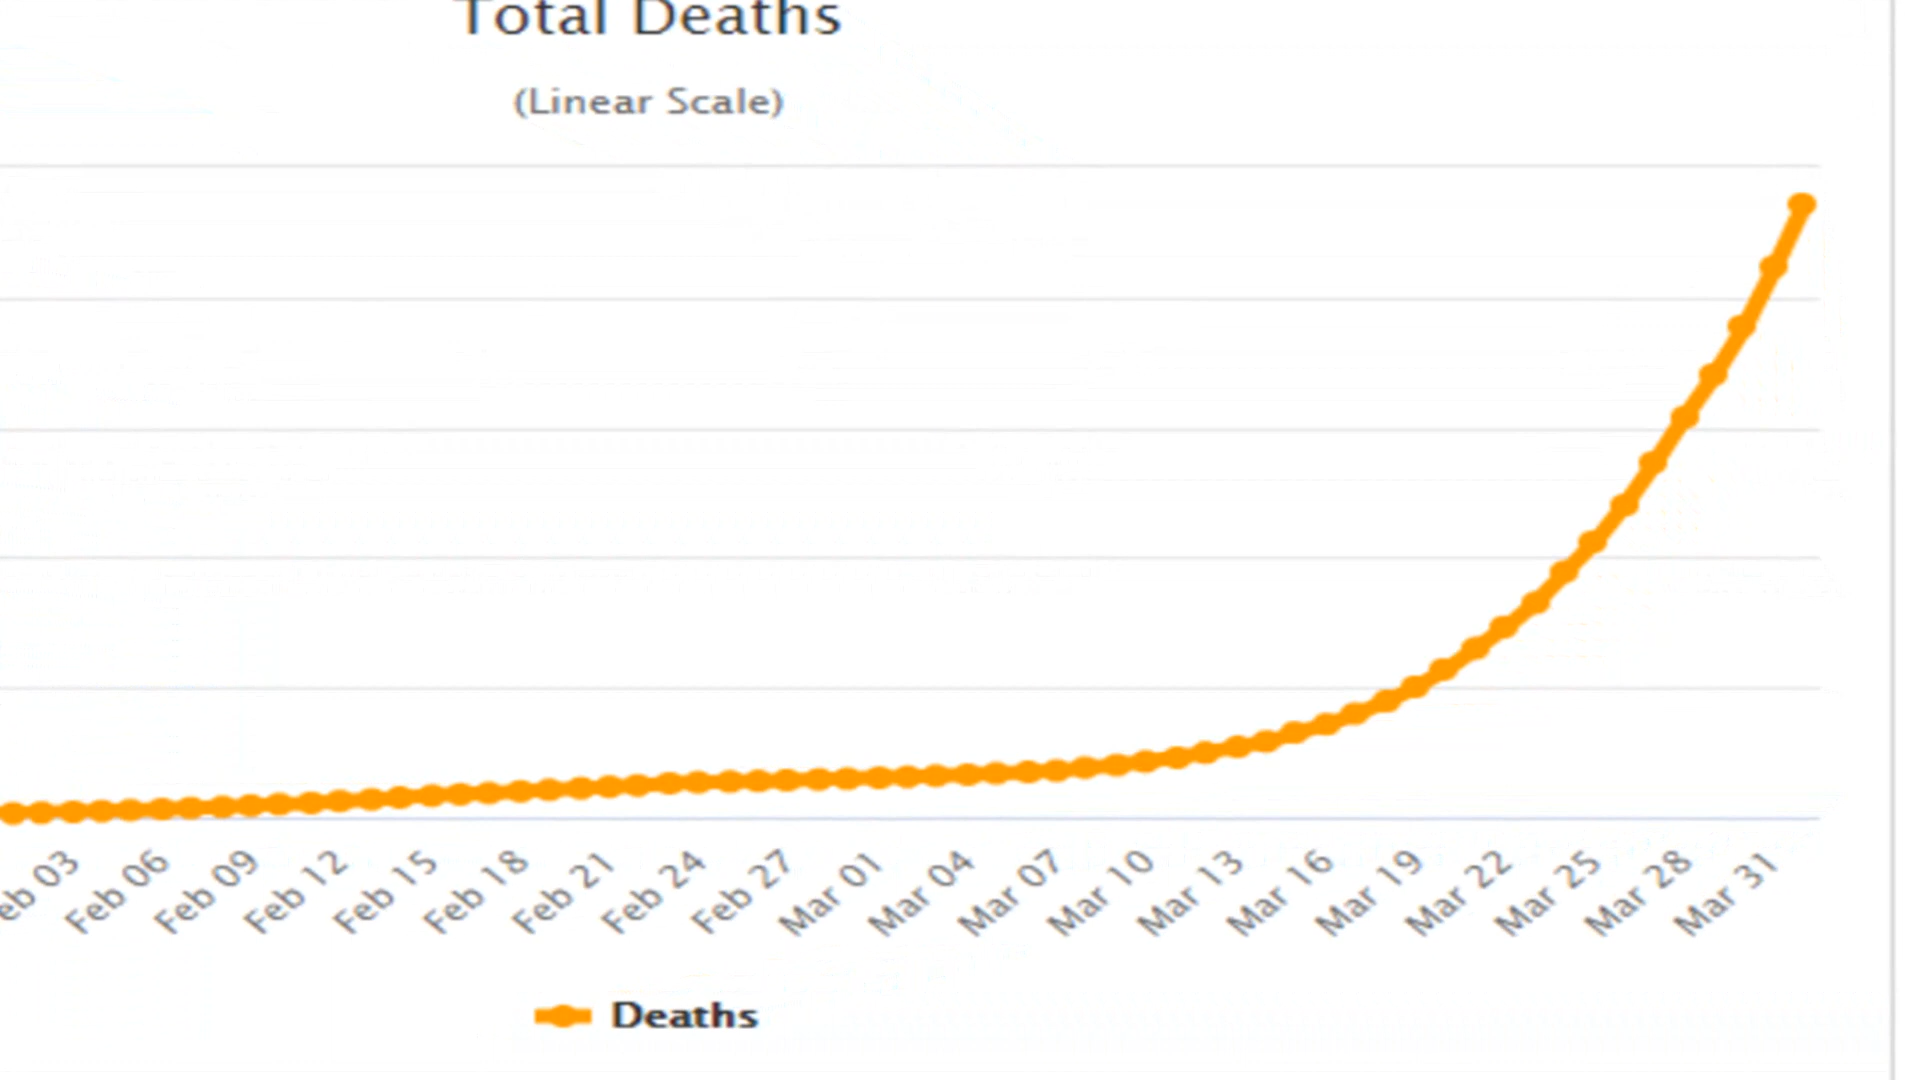 Total Deaths
(Linear Scale)
eb 03
Feb 06
Feb 09
Feb 12
Feb 15
Feb 18
Feb 21
Feb 24
Feb 27
Mar 01
Mar 04
Mar 07
Mar 10
Mar 13
Mar 16
Mar 19
Mar 22
Mar 25
Mar 28
Mar 31
Deaths